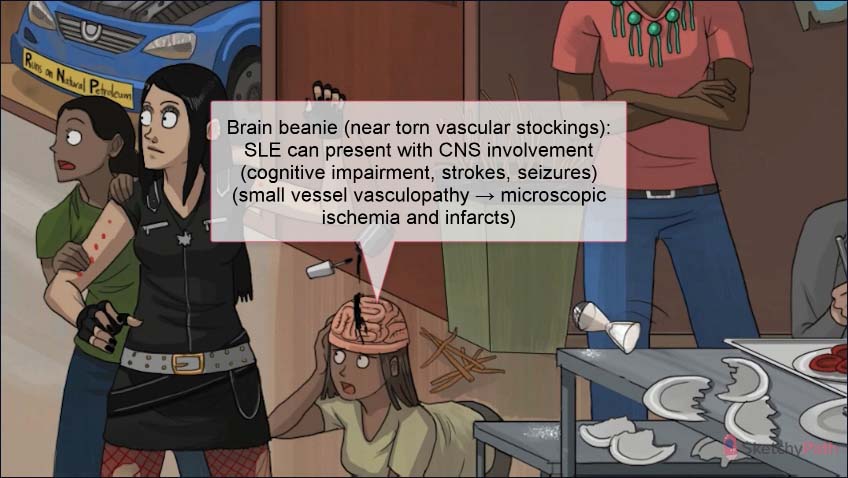 Runs on Natural Petroleum
Brain beanie (near torn vascular stockings):
SLE can present with CNS involvement
(cognitive impairment, strokes, seizures)
(small vessel vasculopathy → microscopic
ischemia and infarcts)
SketchyPath